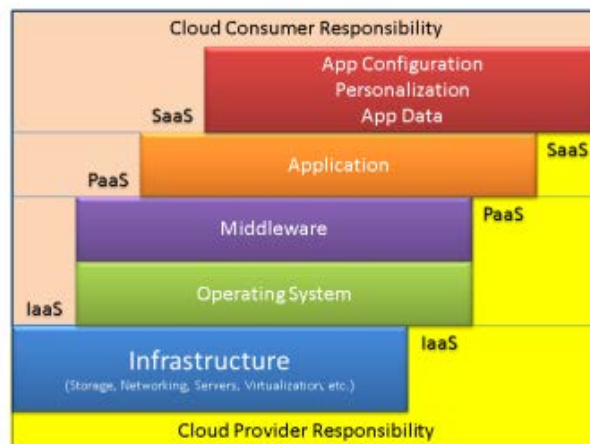 Cloud Consumer Responsibility
App Configuration
Personalization
App Data
SaaS
Application
SaaS
PaaS
Middleware
PaaS
Operating System
IaaS
Infrastructure
IaaS
(Storage, Networking, Servers, Virtualization, etc.)
Cloud Provider Responsibility